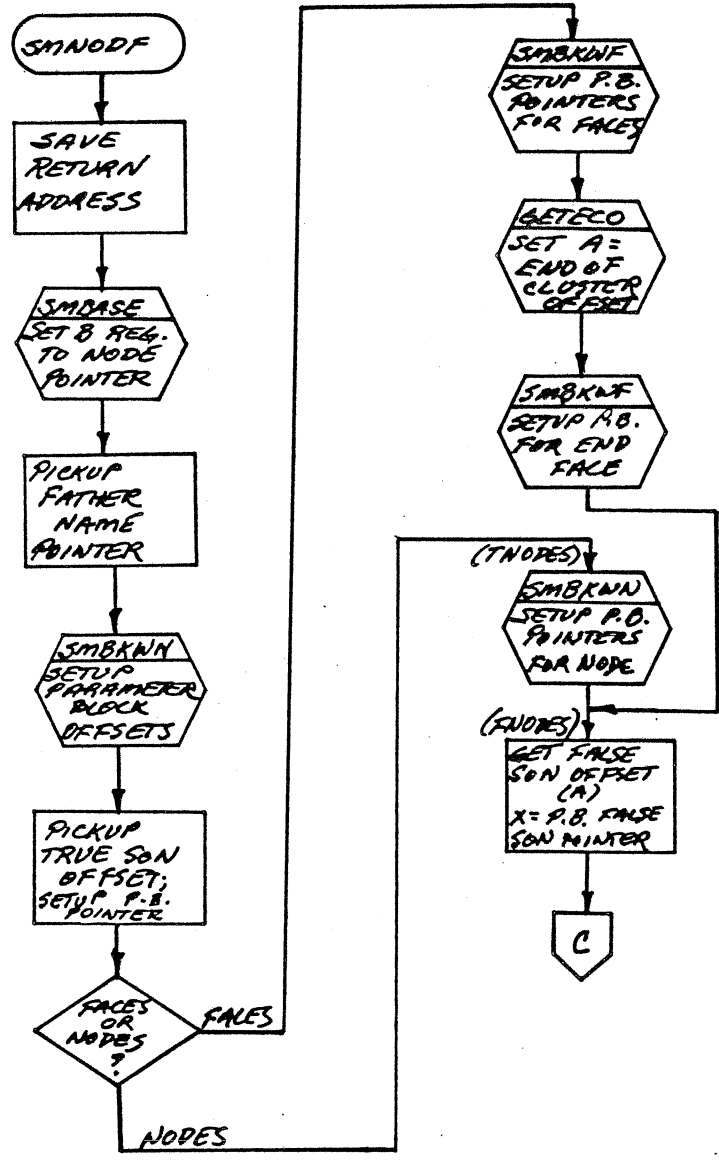 SMNODF
SAVE
RETURN
ADDRESS
SMBASE
SET B REG.
TO NODE
POINTER
PICKUP
FATHER
NAME
POINTER
SMBKWN
SETUP
PARAMETER
BLOCK
OFFSETS
PICKUP
TRUE SON
OFFSET;
SETUP P.B.
POINTER
FACES
OR
NODES
?
FACES
NODES
SMBKWF
SETUP P.B.
POINTERS
FOR FACES
GETECO
SET A =
END OF
CLUSTER
OFFSET
SMBKWF
SETUP P.B.
FOR END
FACE
(TNODES)
SMBKWN
SETUP P.B.
POINTERS
FOR NODE
(FNODES)
GET FALSE
SON OFFSET
(A)
X = P.B. FALSE
SON POINTER
C